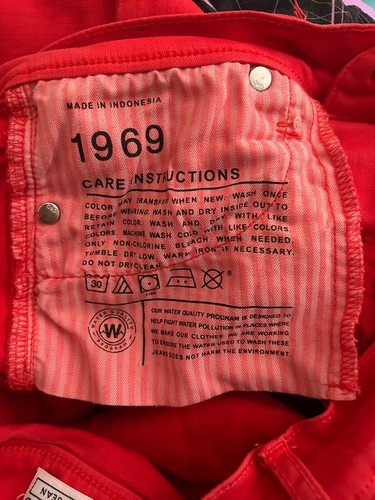 MADE IN INDONESIA
1969
CARE INSTRUCTIONS
COLOR MAY TRANSFER WHEN NEW. WASH ONCE
BEFORE WEARING. WASH AND DRY INSIDE OUT TO
RETAIN COLOR. WASH AND DRY WITH LIKE
COLORS. MACHINE WASH COLD WITH LIKE COLORS.
ONLY NON-CHLORINE BLEACH WHEN NEEDED.
TUMBLE DRY LOW. WARM IRON IF NECESSARY.
DO NOT DRYCLEAN.
30
®
OUR WATER QUALITY PROGRAM IS DESIGNED TO
HELP FIGHT WATER POLLUTION IN PLACES WHERE
WE MAKE OUR CLOTHES. WE ARE WORKING
TO ENSURE THE WATER USED TO WASH THESE
JEANS DOES NOT HARM THE ENVIRONMENT.
WATER QUALITY
W
PROGRAM